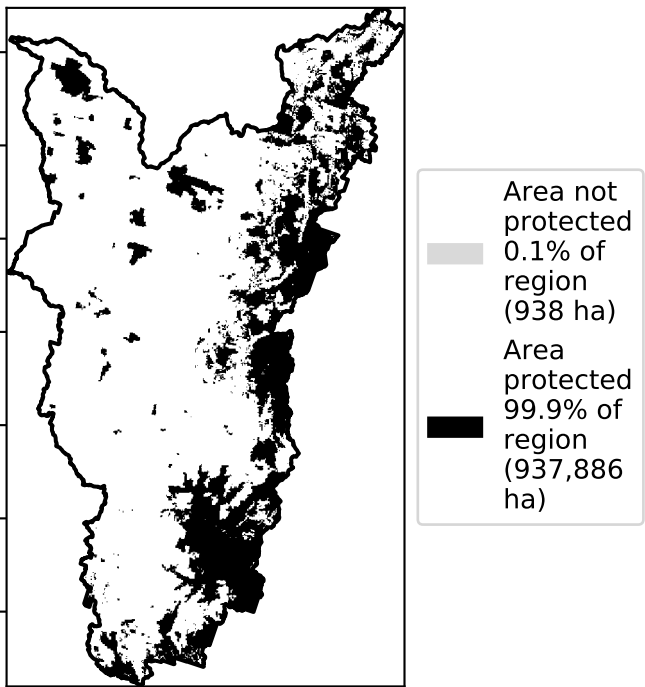 Area not
protected
0.1% of
region
(938 ha)
Area
protected
99.9% of
region
(937,886
ha)